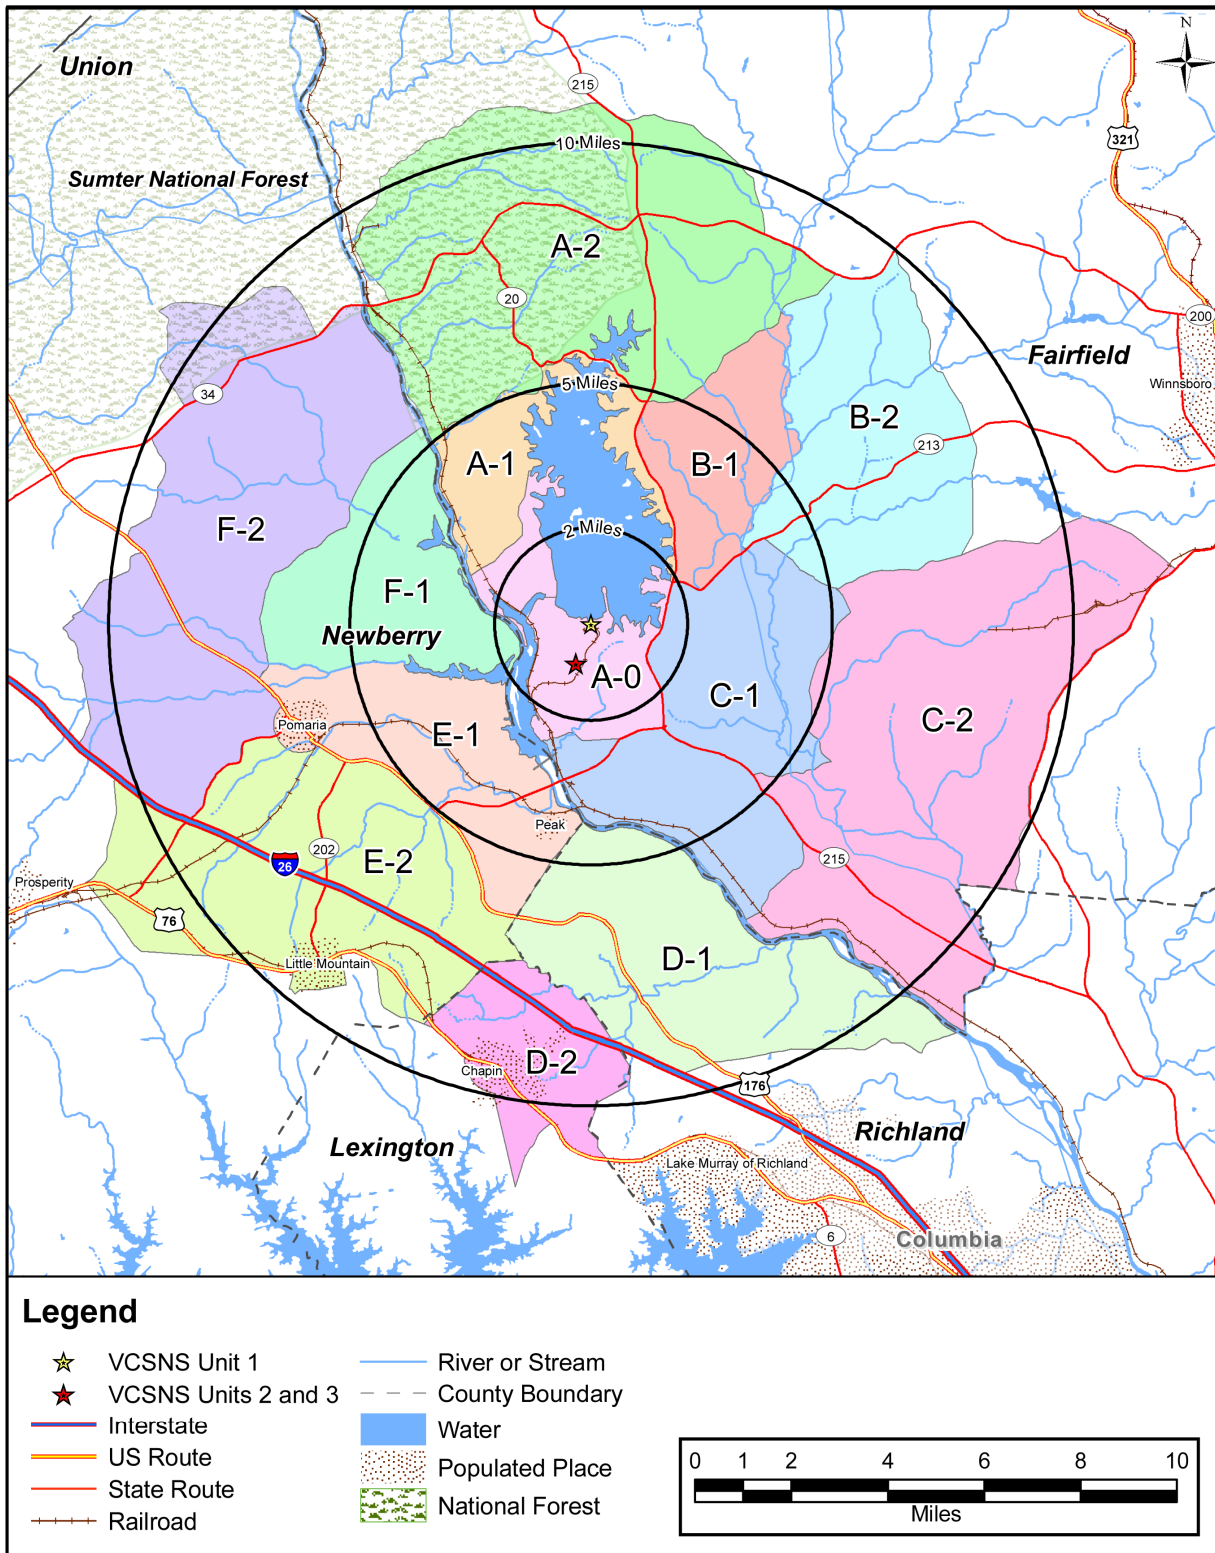 N
Union
215
321
10 Miles
Sumter National Forest
A-2
20
200
Fairfield
Winnsboro
34
5 Miles
B-2
213
A-1
B-1
F-2
2 Miles
F-1
Newberry
A-0
C-1
C-2
Pomaria
E-1
Peak
202
E-2
215
26
Prosperity
76
Little Mountain
D-1
Chapin
D-2
176
Richland
Lexington
Lake Murray of Richland
6
Columbia
Legend
VCSNS Unit 1
VCSNS Units 2 and 3
Interstate
US Route
State Route
Railroad
River or Stream
County Boundary
Water
Populated Place
National Forest
0 1 2 4 6 8 10
Miles